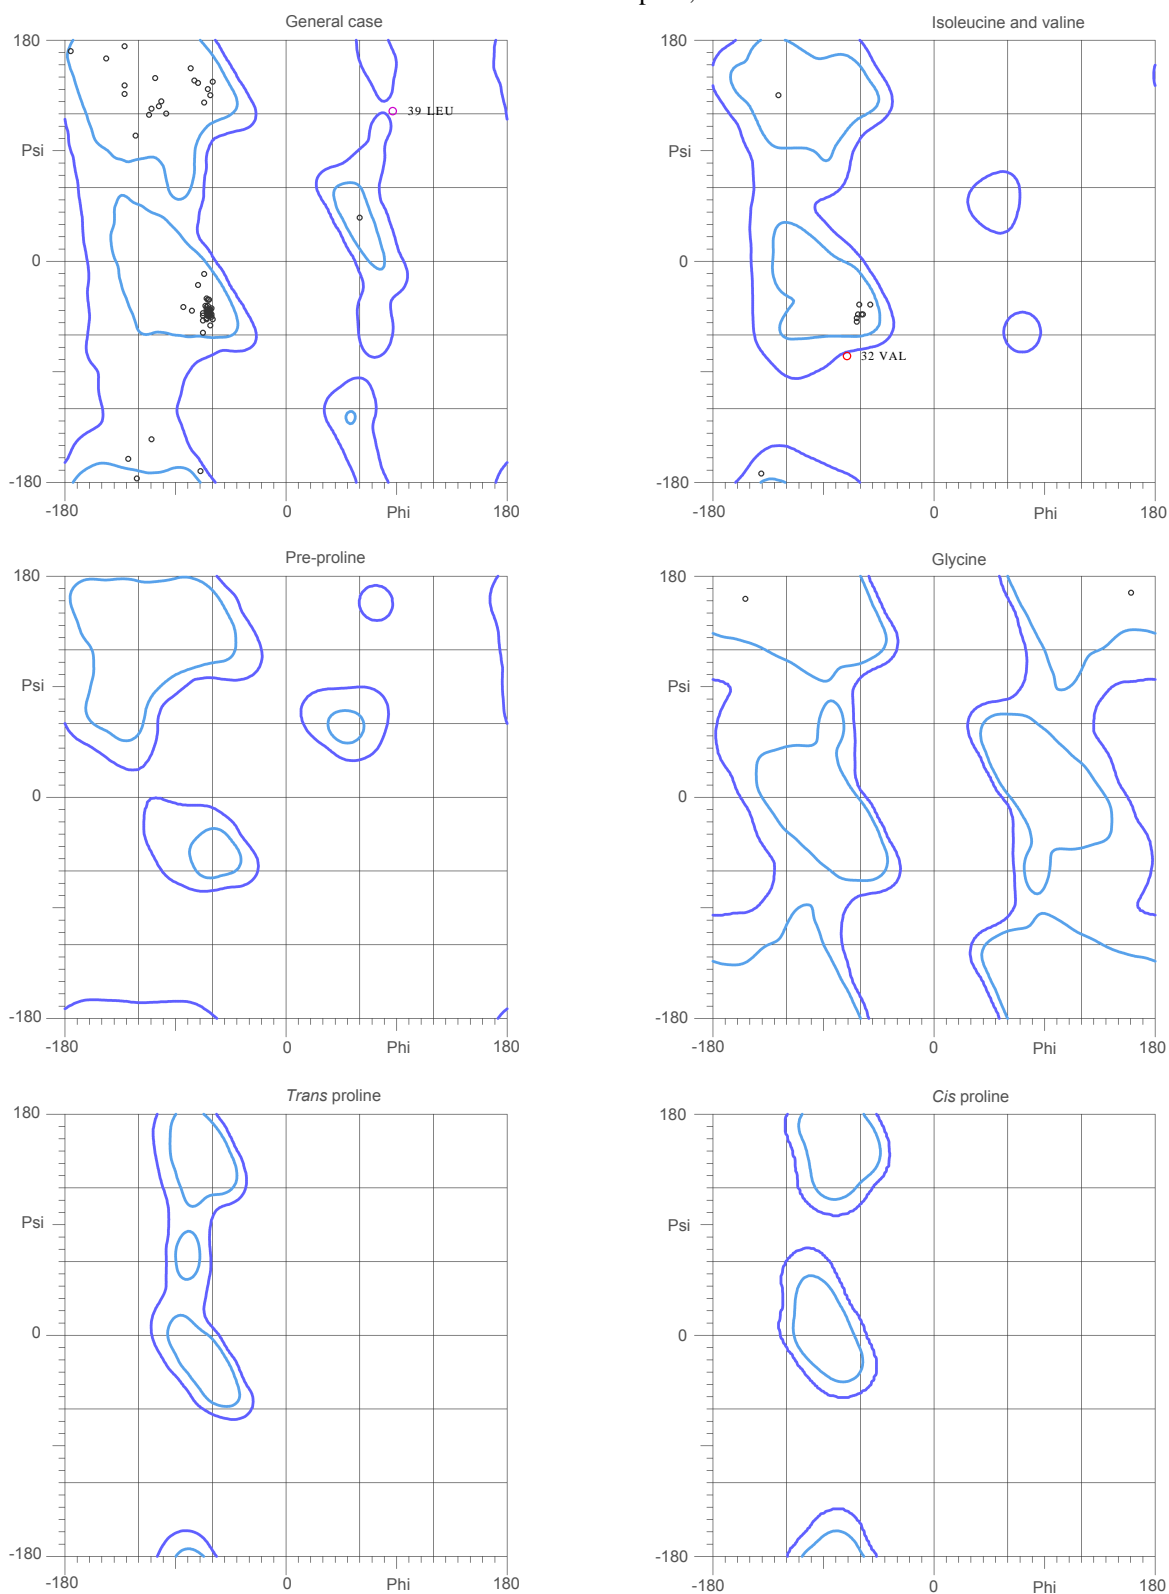 General case
180
Psi
0
-180
-180
0
Phi
180
39 LEU
Isoleucine and valine
180
Psi
0
-180
-180
0
Phi
180
32 VAL
Pre-proline
180
Psi
0
-180
-180
0
Phi
180
Glycine
180
Psi
0
-180
-180
0
Phi
180
Trans proline
180
Psi
0
-180
-180
0
Phi
180
Cis proline
180
Psi
0
-180
-180
0
Phi
180